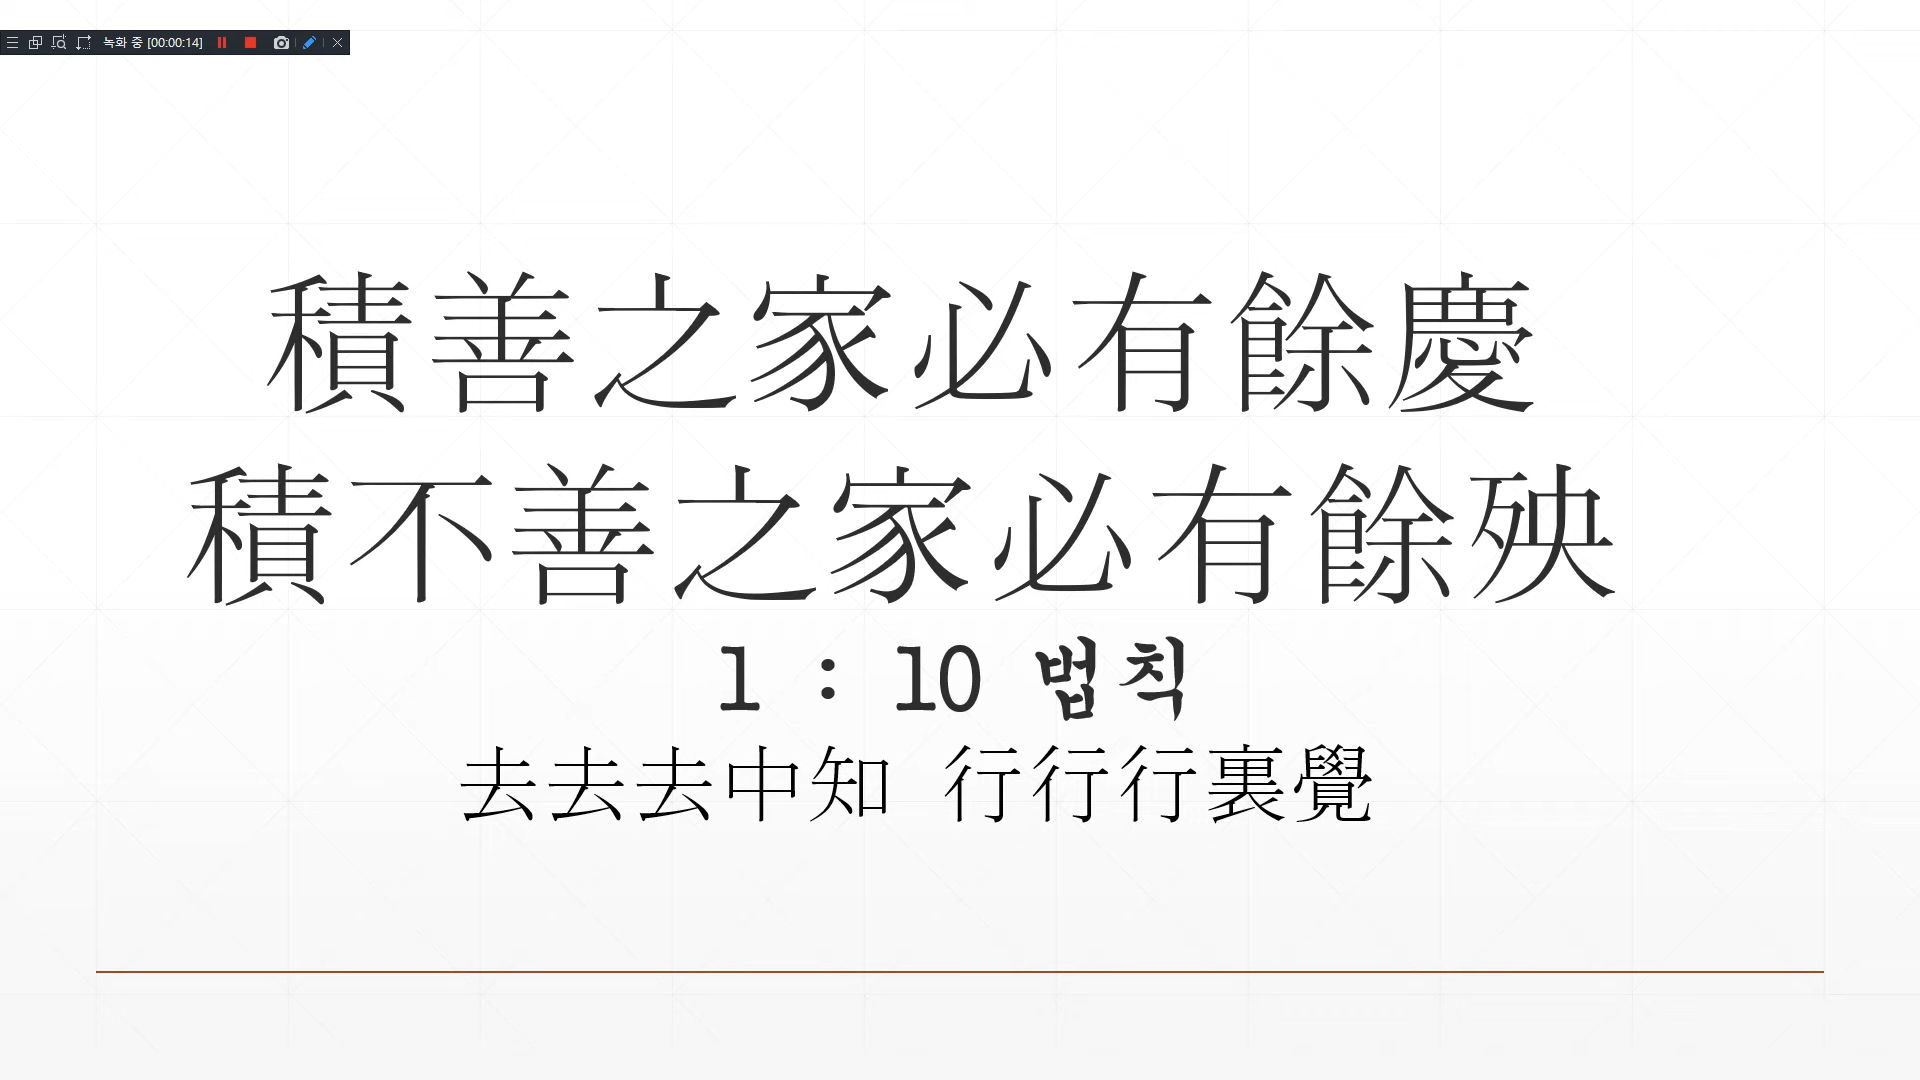 녹화 중 [00:00:14]
積善之家必有餘慶
積不善之家必有餘殃
1 : 10 법칙
去去去中知 行行行裏覺